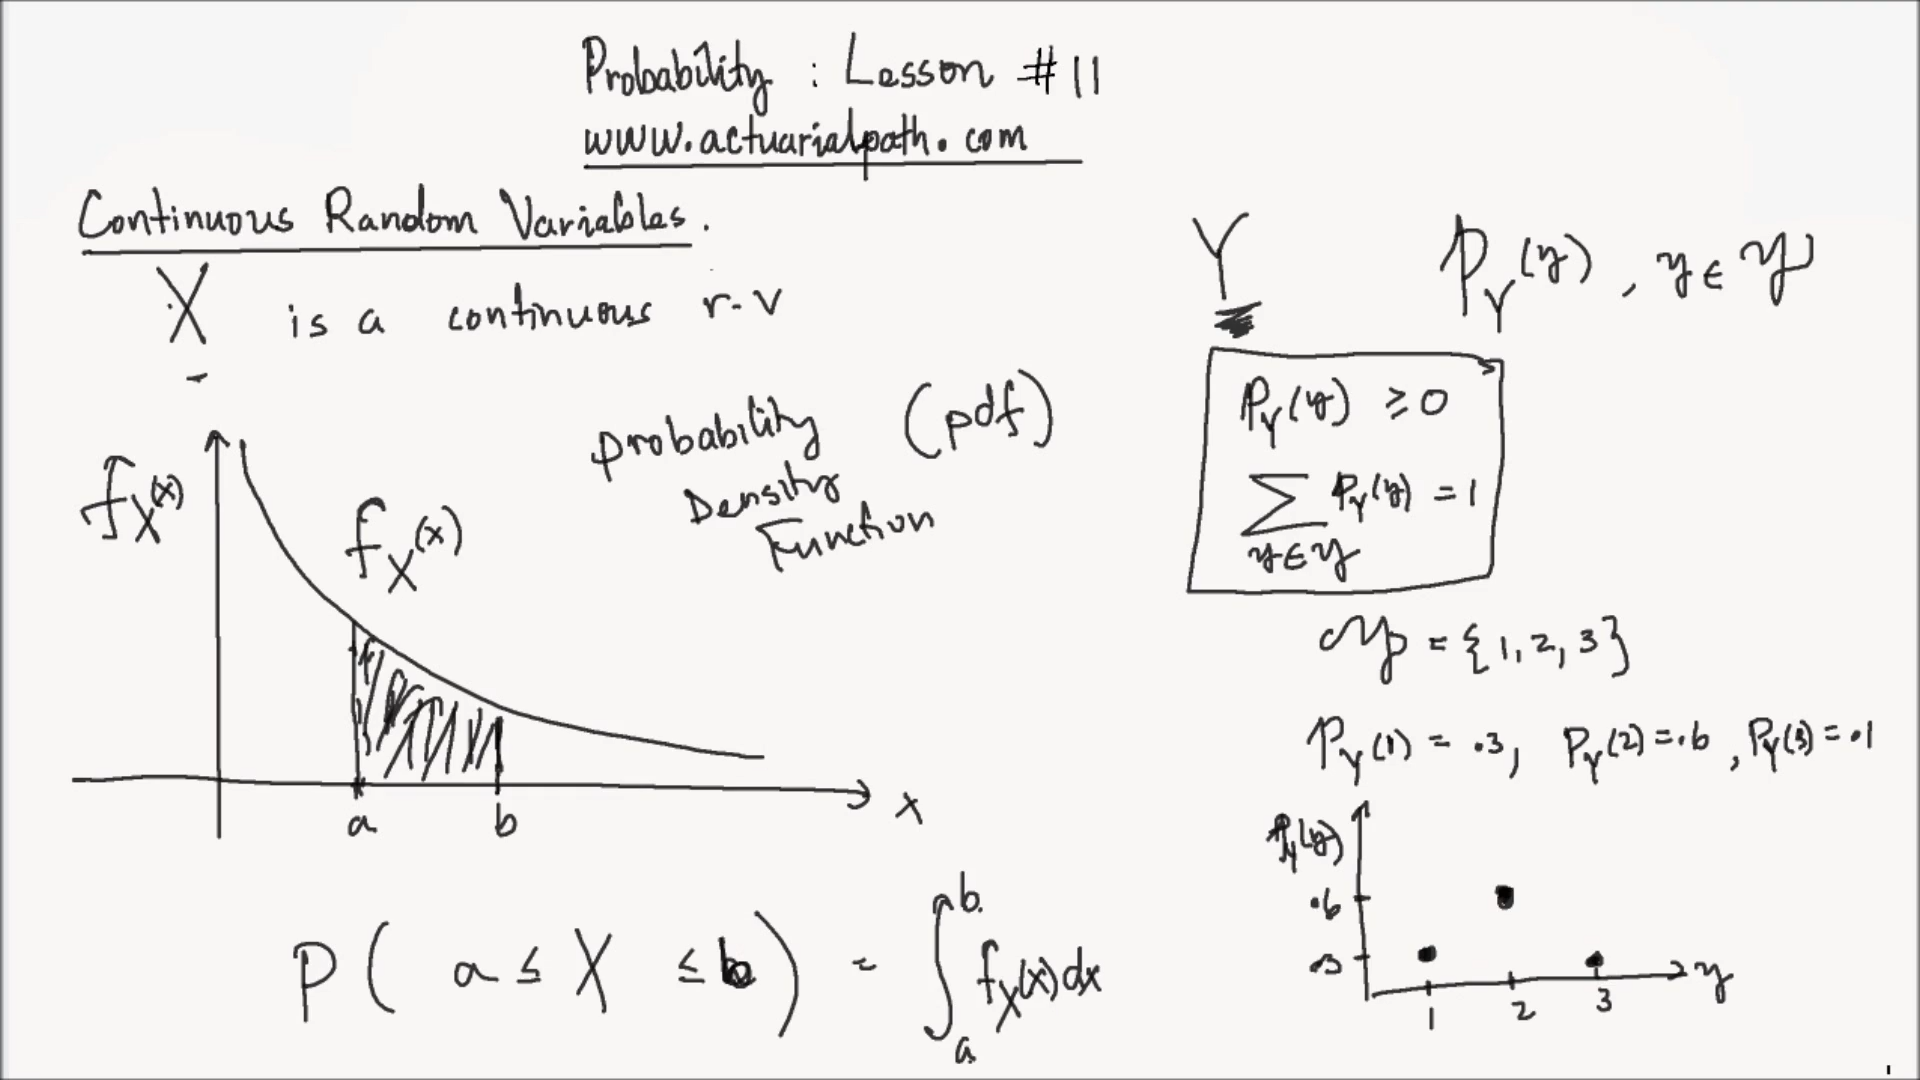 Probability : Lesson #11
www.actuarialpath.com
Continuous Random Variables.
X is a continuous r.v
f_X(x)
f_X(x)
probability (pdf)
Density
Function
a b x
P( a ≤ X ≤ b ) = ∫_a^b f_X(x) dx
Y P_Y(y), y ∈ 𝒴
P_Y(y) ≥ 0
∑_{y∈𝒴} P_Y(y) = 1
𝒴 = {1, 2, 3}
P_Y(1) = .3, P_Y(2) = .6, P_Y(3) = .1
P_Y(y)
.6
.3
y
1 2 3